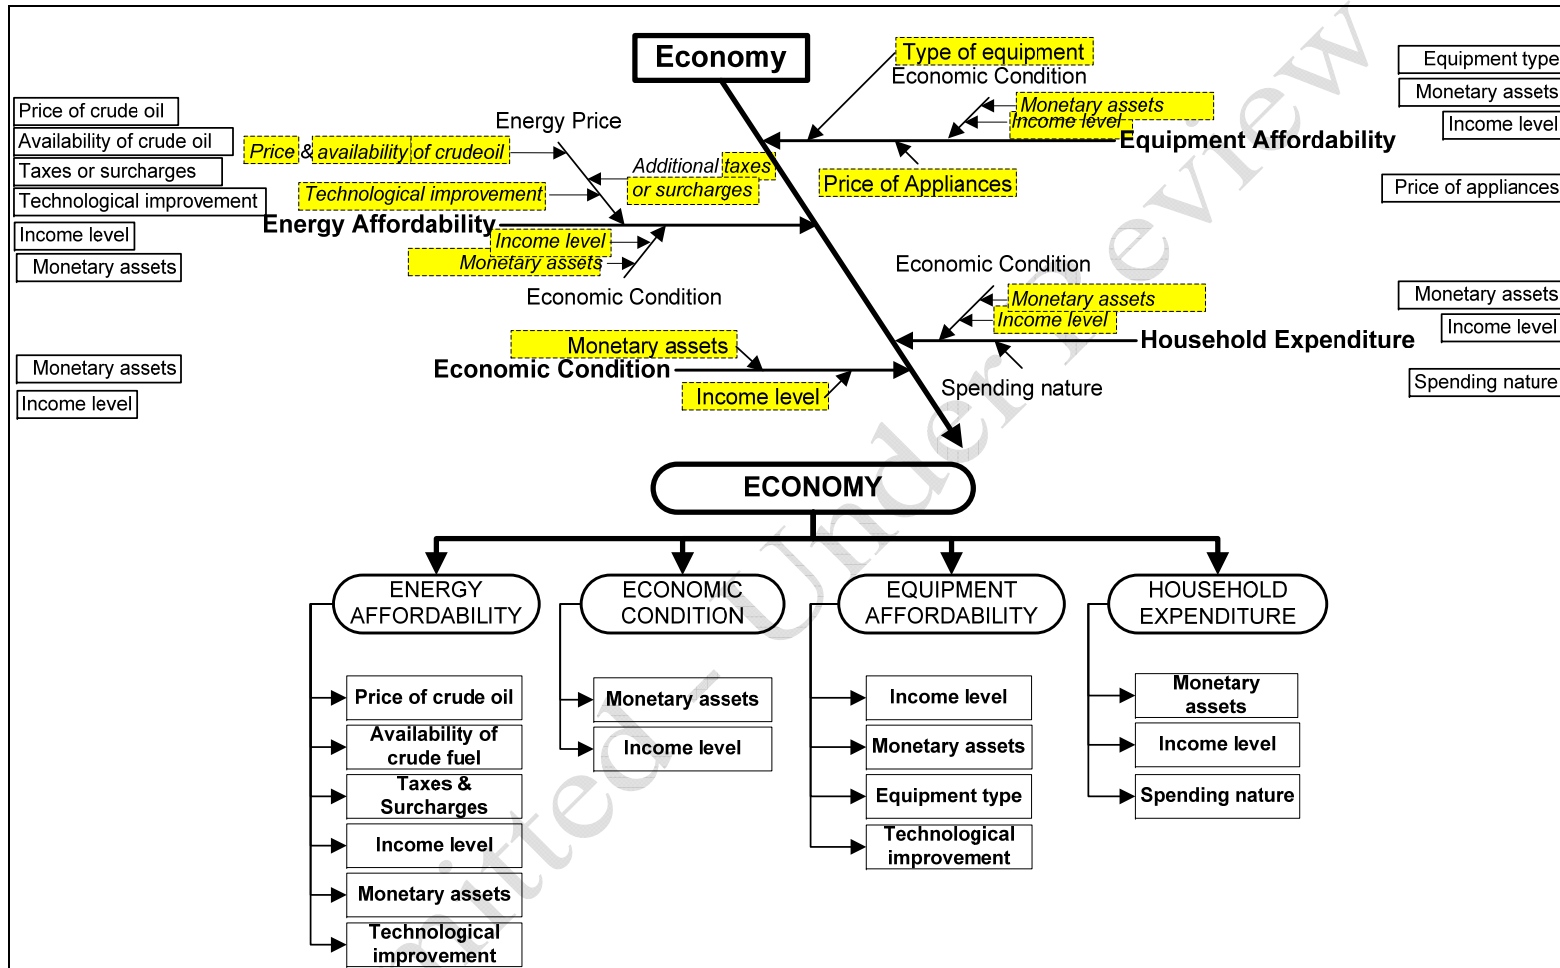 Economy
Type of equipment
Economic Condition
Monetary assets
Income level
Equipment Affordability
Price of Appliances
Equipment type
Monetary assets
Income level
Price of appliances
Price of crude oil
Availability of crude oil
Taxes or surcharges
Technological improvement
Income level
Monetary assets
Energy Price
Price & availability of crudeoil
Additional taxes
or surcharges
Technological improvement
Energy Affordability
Income level
Monetary assets
Economic Condition
Economic Condition
Monetary assets
Income level
Household Expenditure
Spending nature
Monetary assets
Income level
Spending nature
Monetary assets
Income level
Monetary assets
Economic Condition
Income level
ECONOMY
ENERGY
AFFORDABILITY
Price of crude oil
Availability of
crude fuel
Taxes &
Surcharges
Income level
Monetary assets
Technological
improvement
ECONOMIC
CONDITION
Monetary assets
Income level
EQUIPMENT
AFFORDABILITY
Income level
Monetary assets
Equipment type
Technological
improvement
HOUSEHOLD
EXPENDITURE
Monetary
assets
Income level
Spending nature
mitted - Under Review